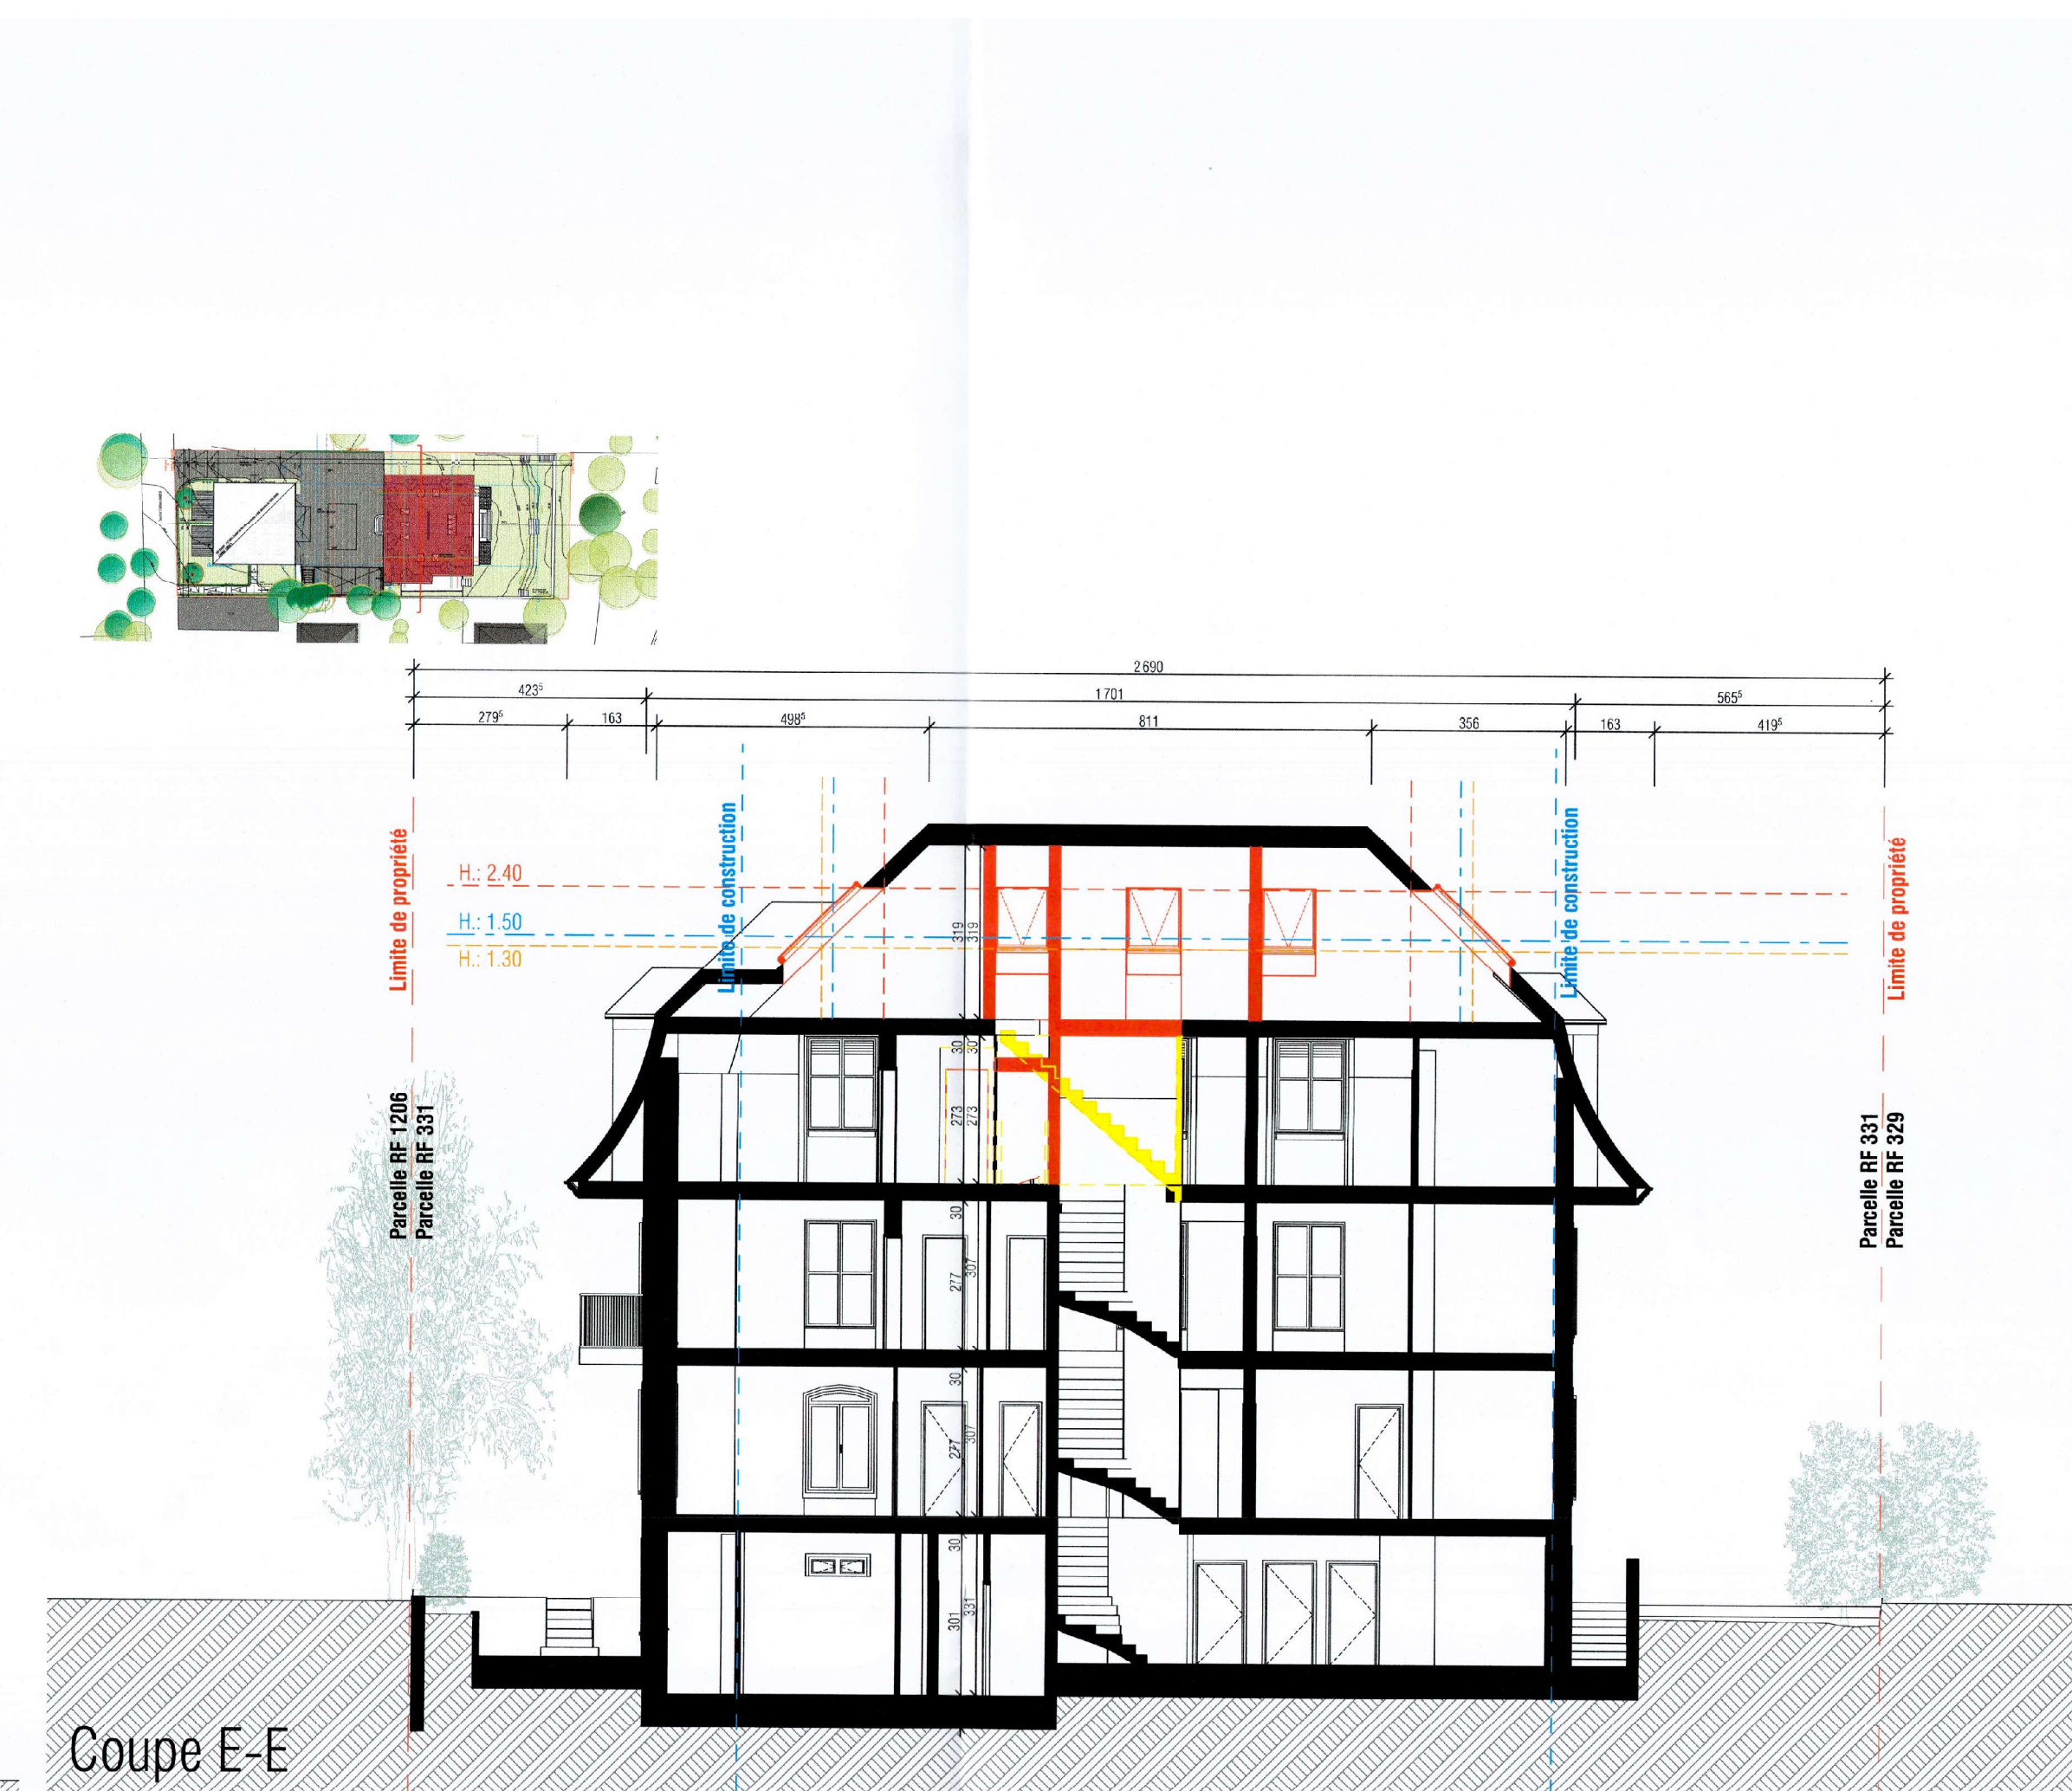 2690
423⁵
1701
565⁵
279⁵
163
498⁵
811
356
163
419⁵
Limite de propriété
Limite de construction
Limite de construction
Limite de propriété
H.: 2.40
H.: 1.50
H.: 1.30
319
319
30
30
273
273
Parcelle RF 1206
Parcelle RF 331
Parcelle RF 331
Parcelle RF 329
30
277
307
30
277
307
30
301
331
Coupe E-E